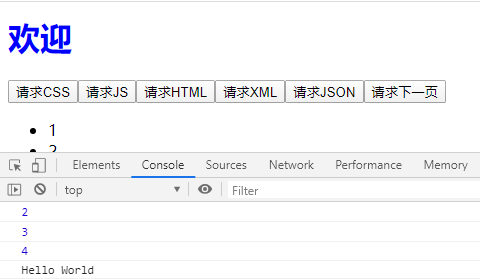 欢迎
请求CSS 请求JS 请求HTML 请求XML 请求JSON 请求下一页
1
2
Elements Console Sources Network Performance Memory
top Filter
2
3
4
Hello World